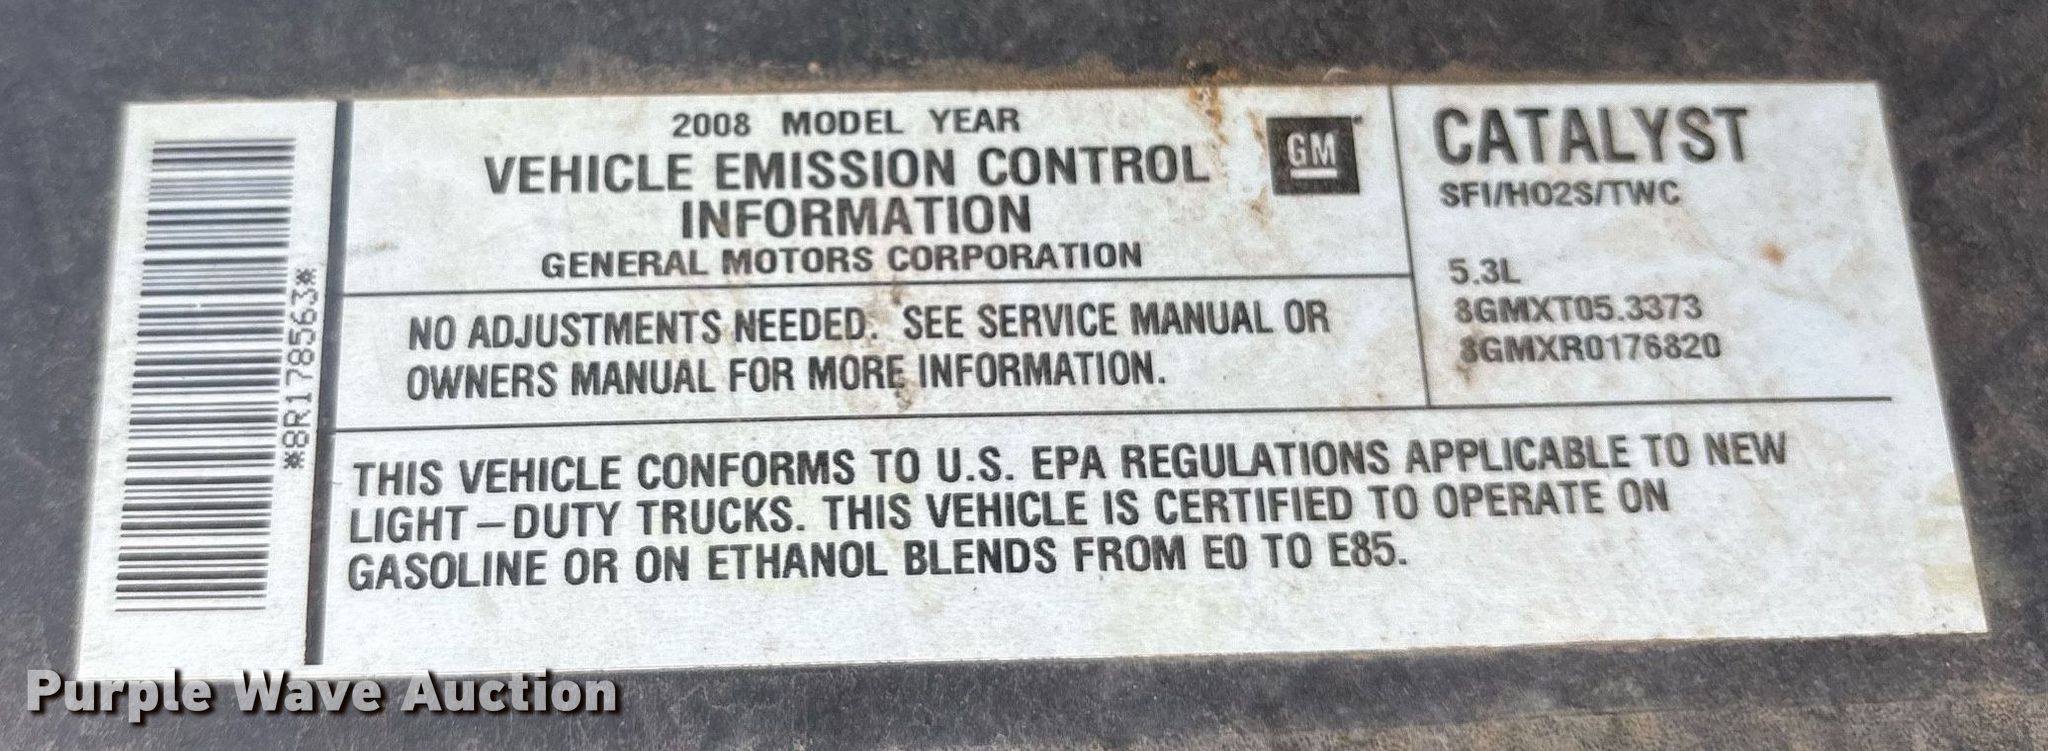 *8R178563*
2008 MODEL YEAR
VEHICLE EMISSION CONTROL
INFORMATION
GENERAL MOTORS CORPORATION
GM
NO ADJUSTMENTS NEEDED. SEE SERVICE MANUAL OR
OWNERS MANUAL FOR MORE INFORMATION.
CATALYST
SFI/HO2S/TWC
5.3L
8GMXT05.3373
8GMXR0176820
THIS VEHICLE CONFORMS TO U.S. EPA REGULATIONS APPLICABLE TO NEW
LIGHT-DUTY TRUCKS. THIS VEHICLE IS CERTIFIED TO OPERATE ON
GASOLINE OR ON ETHANOL BLENDS FROM E0 TO E85.
Purple Wave Auction